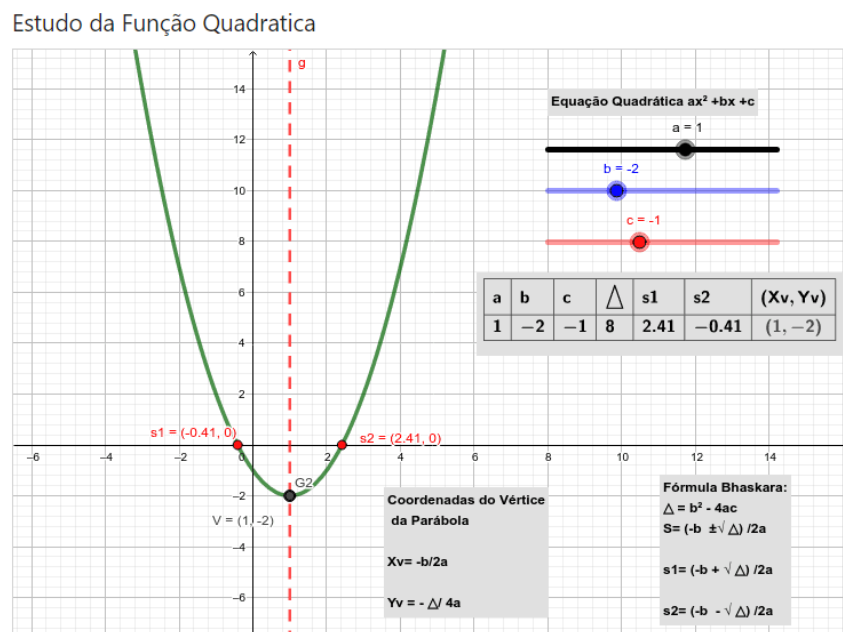 Estudo da Função Quadratica
g
14
12
10
8
6
4
2
0
−2
−4
−6
−6
−4
−2
2
4
6
8
10
12
14
s1 = (-0.41, 0)
s2 = (2.41, 0)
G2
V = (1, -2)
Equação Quadrática ax² +bx +c
a = 1
b = -2
c = -1
a b c △ s1 s2 (Xv, Yv)
1 −2 −1 8 2.41 −0.41 (1, −2)
Coordenadas do Vértice
da Parábola
Xv= -b/2a
Yv = - △/ 4a
Fórmula Bhaskara:
△ = b² - 4ac
S= (-b ±√ △) /2a
s1= (-b + √ △) /2a
s2= (-b - √ △) /2a